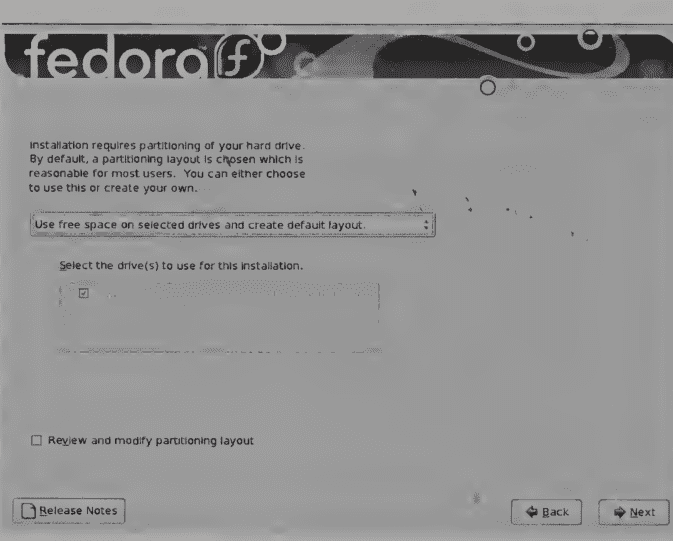 fedora
Installation requires partitioning of your hard drive.
By default, a partitioning layout is chosen which is
reasonable for most users. You can either choose
to use this or create your own.
Use free space on selected drives and create default layout.
Select the drive(s) to use for this installation.
Review and modify partitioning layout
Release Notes
Back
Next